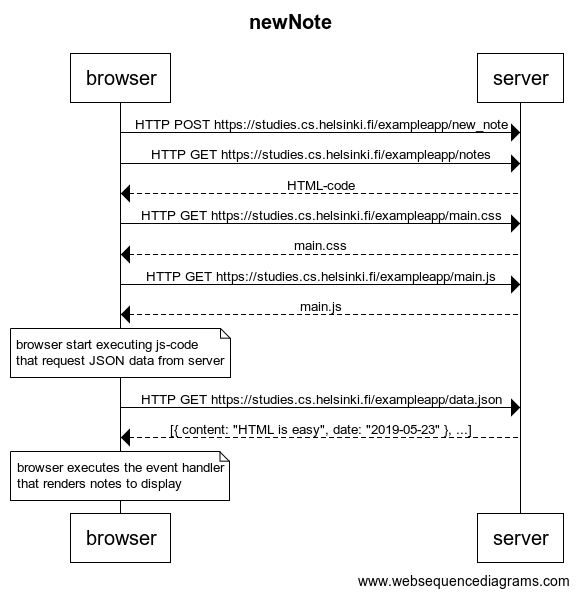 newNote
browser
server
HTTP POST https://studies.cs.helsinki.fi/exampleapp/new_note
HTTP GET https://studies.cs.helsinki.fi/exampleapp/notes
HTML-code
HTTP GET https://studies.cs.helsinki.fi/exampleapp/main.css
main.css
HTTP GET https://studies.cs.helsinki.fi/exampleapp/main.js
main.js
browser start executing js-code
that request JSON data from server
HTTP GET https://studies.cs.helsinki.fi/exampleapp/data.json
[{ content: "HTML is easy", date: "2019-05-23" }, ...]
browser executes the event handler
that renders notes to display
browser
server
www.websequencediagrams.com